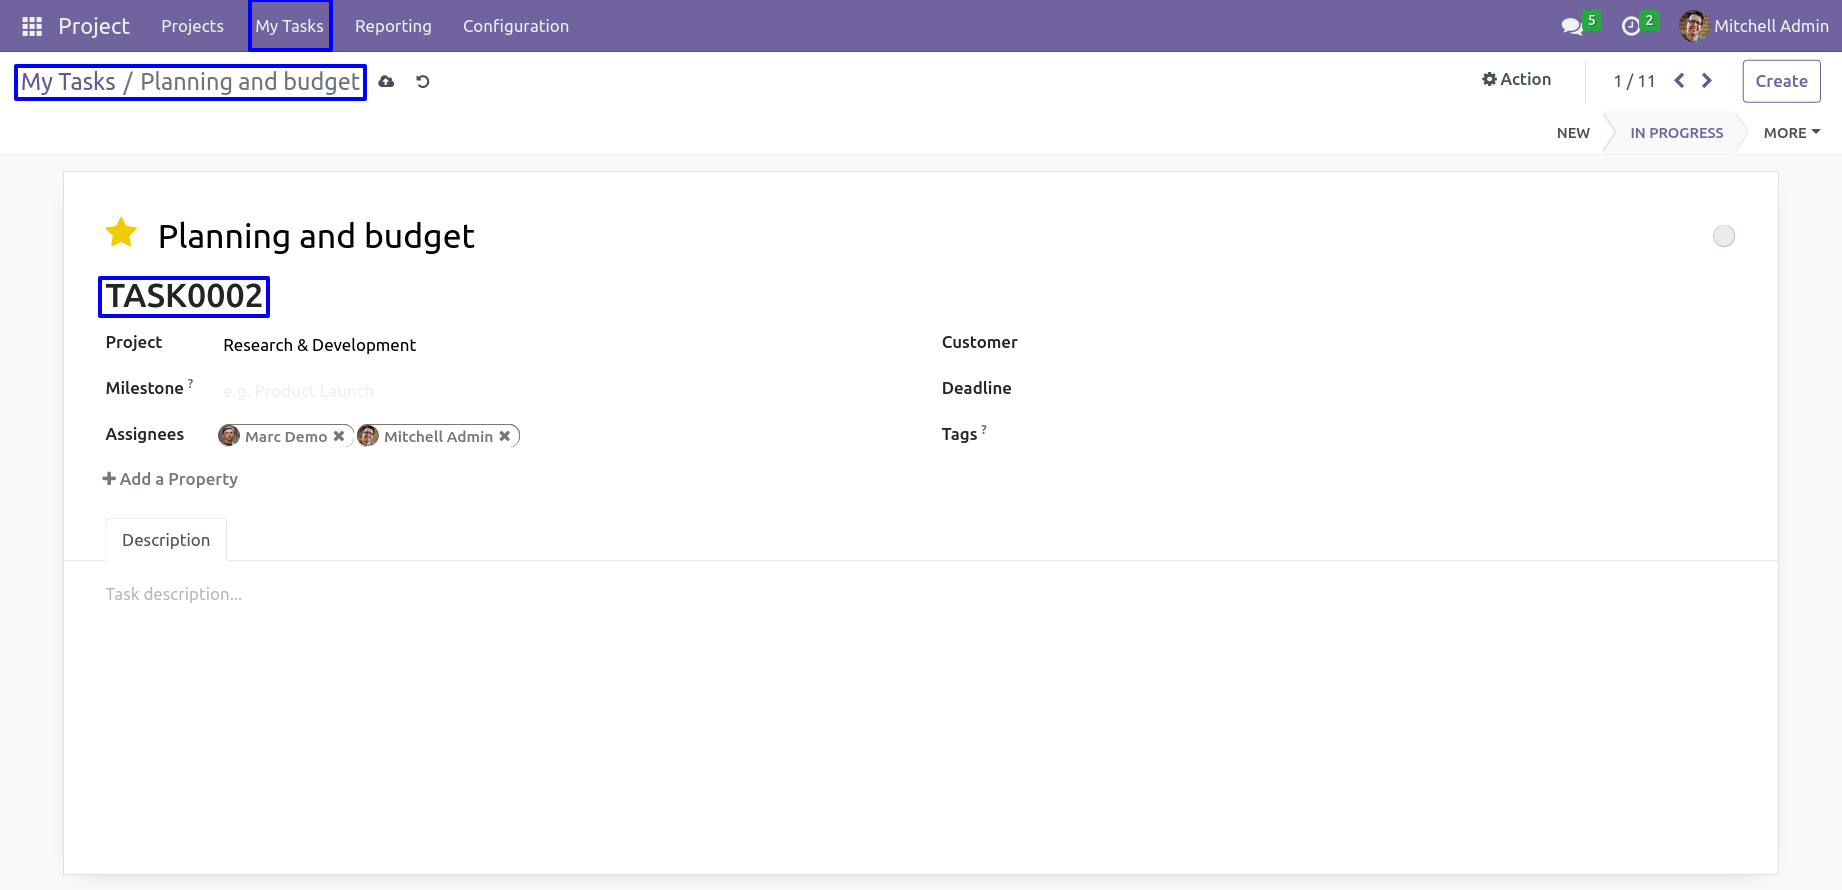 Project Projects My Tasks Reporting Configuration 5 2 Mitchell Admin
My Tasks / Planning and budget Action 1 / 11 Create
NEW IN PROGRESS MORE
Planning and budget
TASK0002
Project Research & Development Customer
Milestone ? e.g. Product Launch Deadline
Assignees Marc Demo Mitchell Admin Tags ?
Add a Property
Description
Task description...